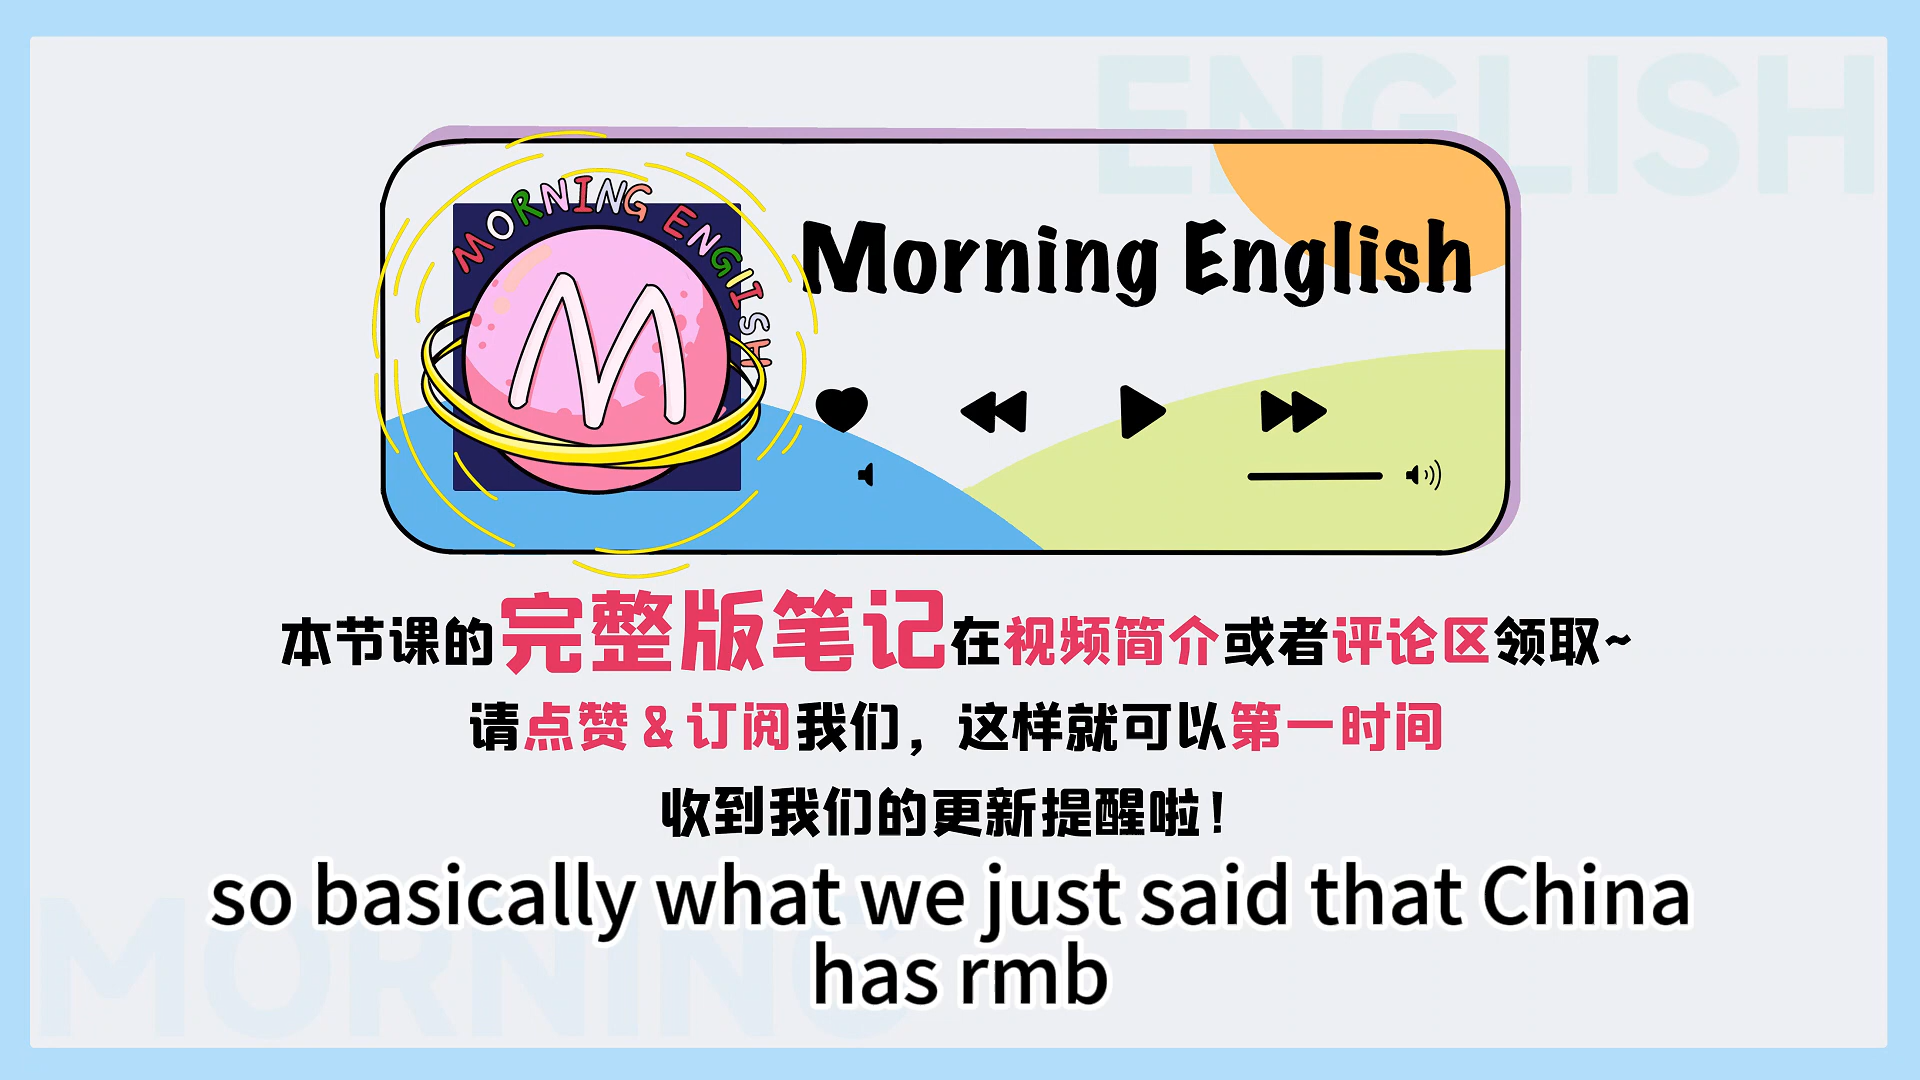 ENGLISH
MORNING ENGLISH
M
Morning English
本节课的完整版笔记在视频简介或者评论区领取~
请点赞&订阅我们，这样就可以第一时间
收到我们的更新提醒啦！
so basically what we just said that China
has rmb
MORNING